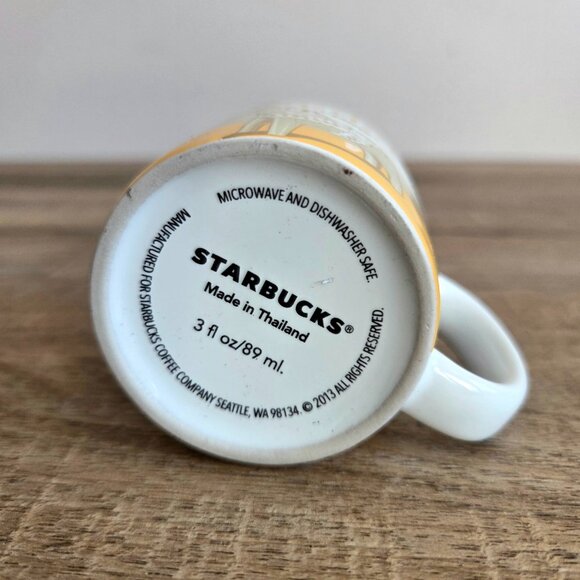 MICROWAVE AND DISHWASHER SAFE.
STARBUCKS®
Made in Thailand
3 fl oz/89 ml.
MANUFACTURED FOR STARBUCKS COFFEE COMPANY SEATTLE, WA 98134. © 2013 ALL RIGHTS RESERVED.